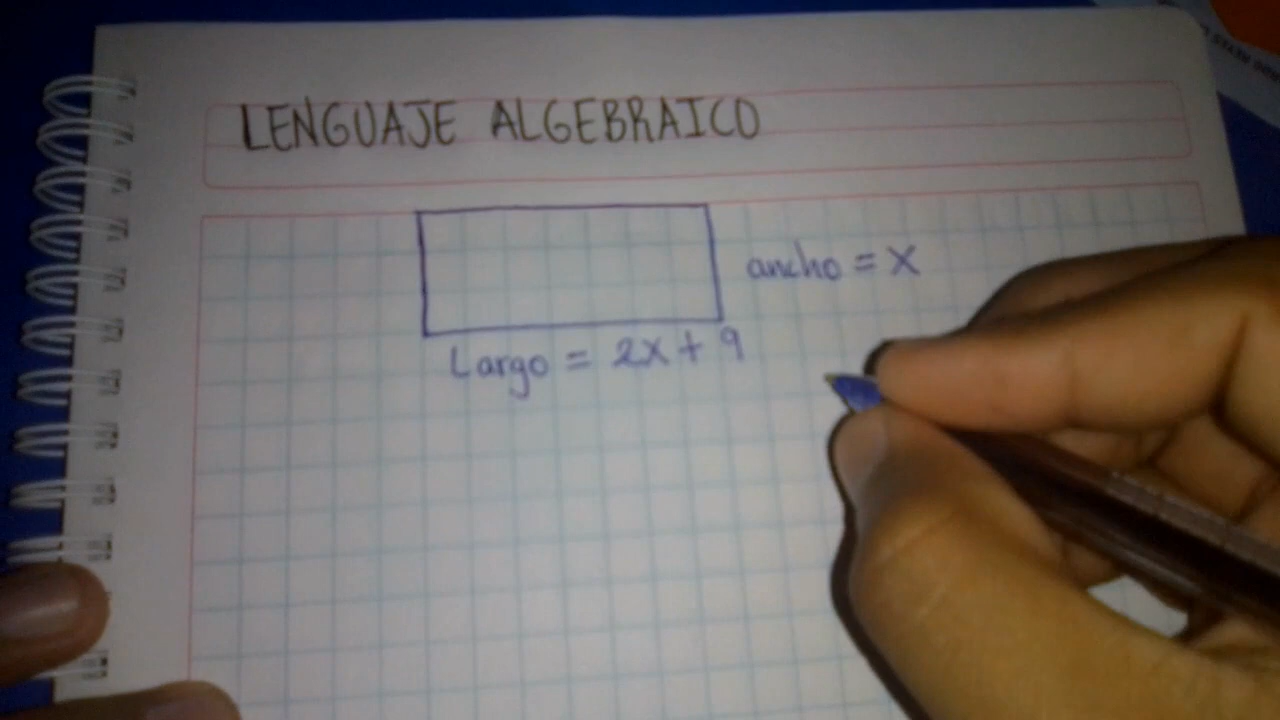 LENGUAJE ALGEBRAICO
ancho = x
Largo = 2x + 9